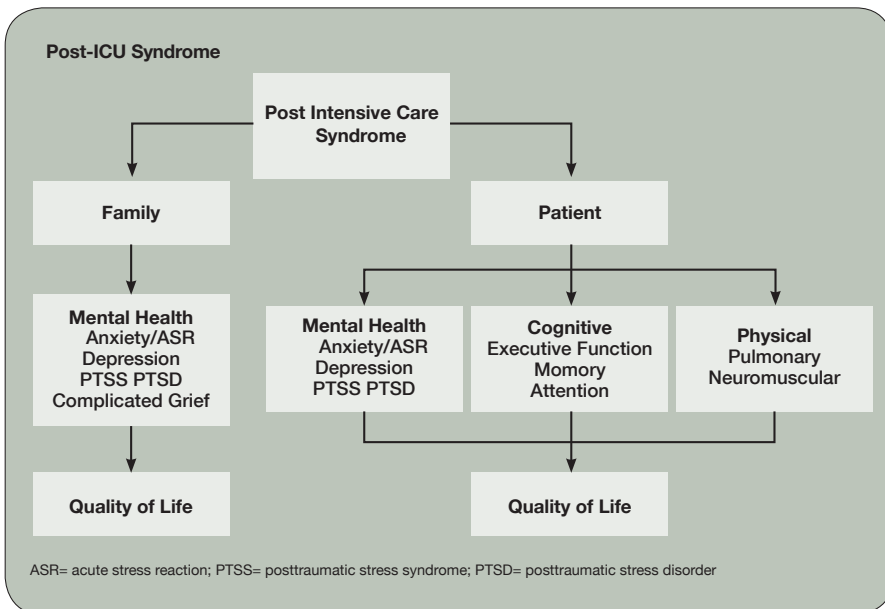 Post-ICU Syndrome
Post Intensive Care
Syndrome
Family
Patient
Mental Health
Anxiety/ASR
Depression
PTSS PTSD
Complicated Grief
Mental Health
Anxiety/ASR
Depression
PTSS PTSD
Cognitive
Executive Function
Momory
Attention
Physical
Pulmonary
Neuromuscular
Quality of Life
Quality of Life
ASR= acute stress reaction; PTSS= posttraumatic stress syndrome; PTSD= posttraumatic stress disorder